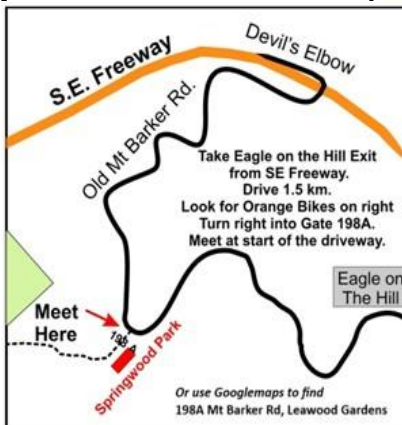 Devil's Elbow
S.E. Freeway
Old Mt Barker Rd.
Take Eagle on the Hill Exit
from SE Freeway.
Drive 1.5 km.
Look for Orange Bikes on right
Turn right into Gate 198A.
Meet at start of the driveway.
Eagle on
The Hill
Meet
Here
198 A
Springwood Park
Or use Googlemaps to find
198A Mt Barker Rd, Leawood Gardens